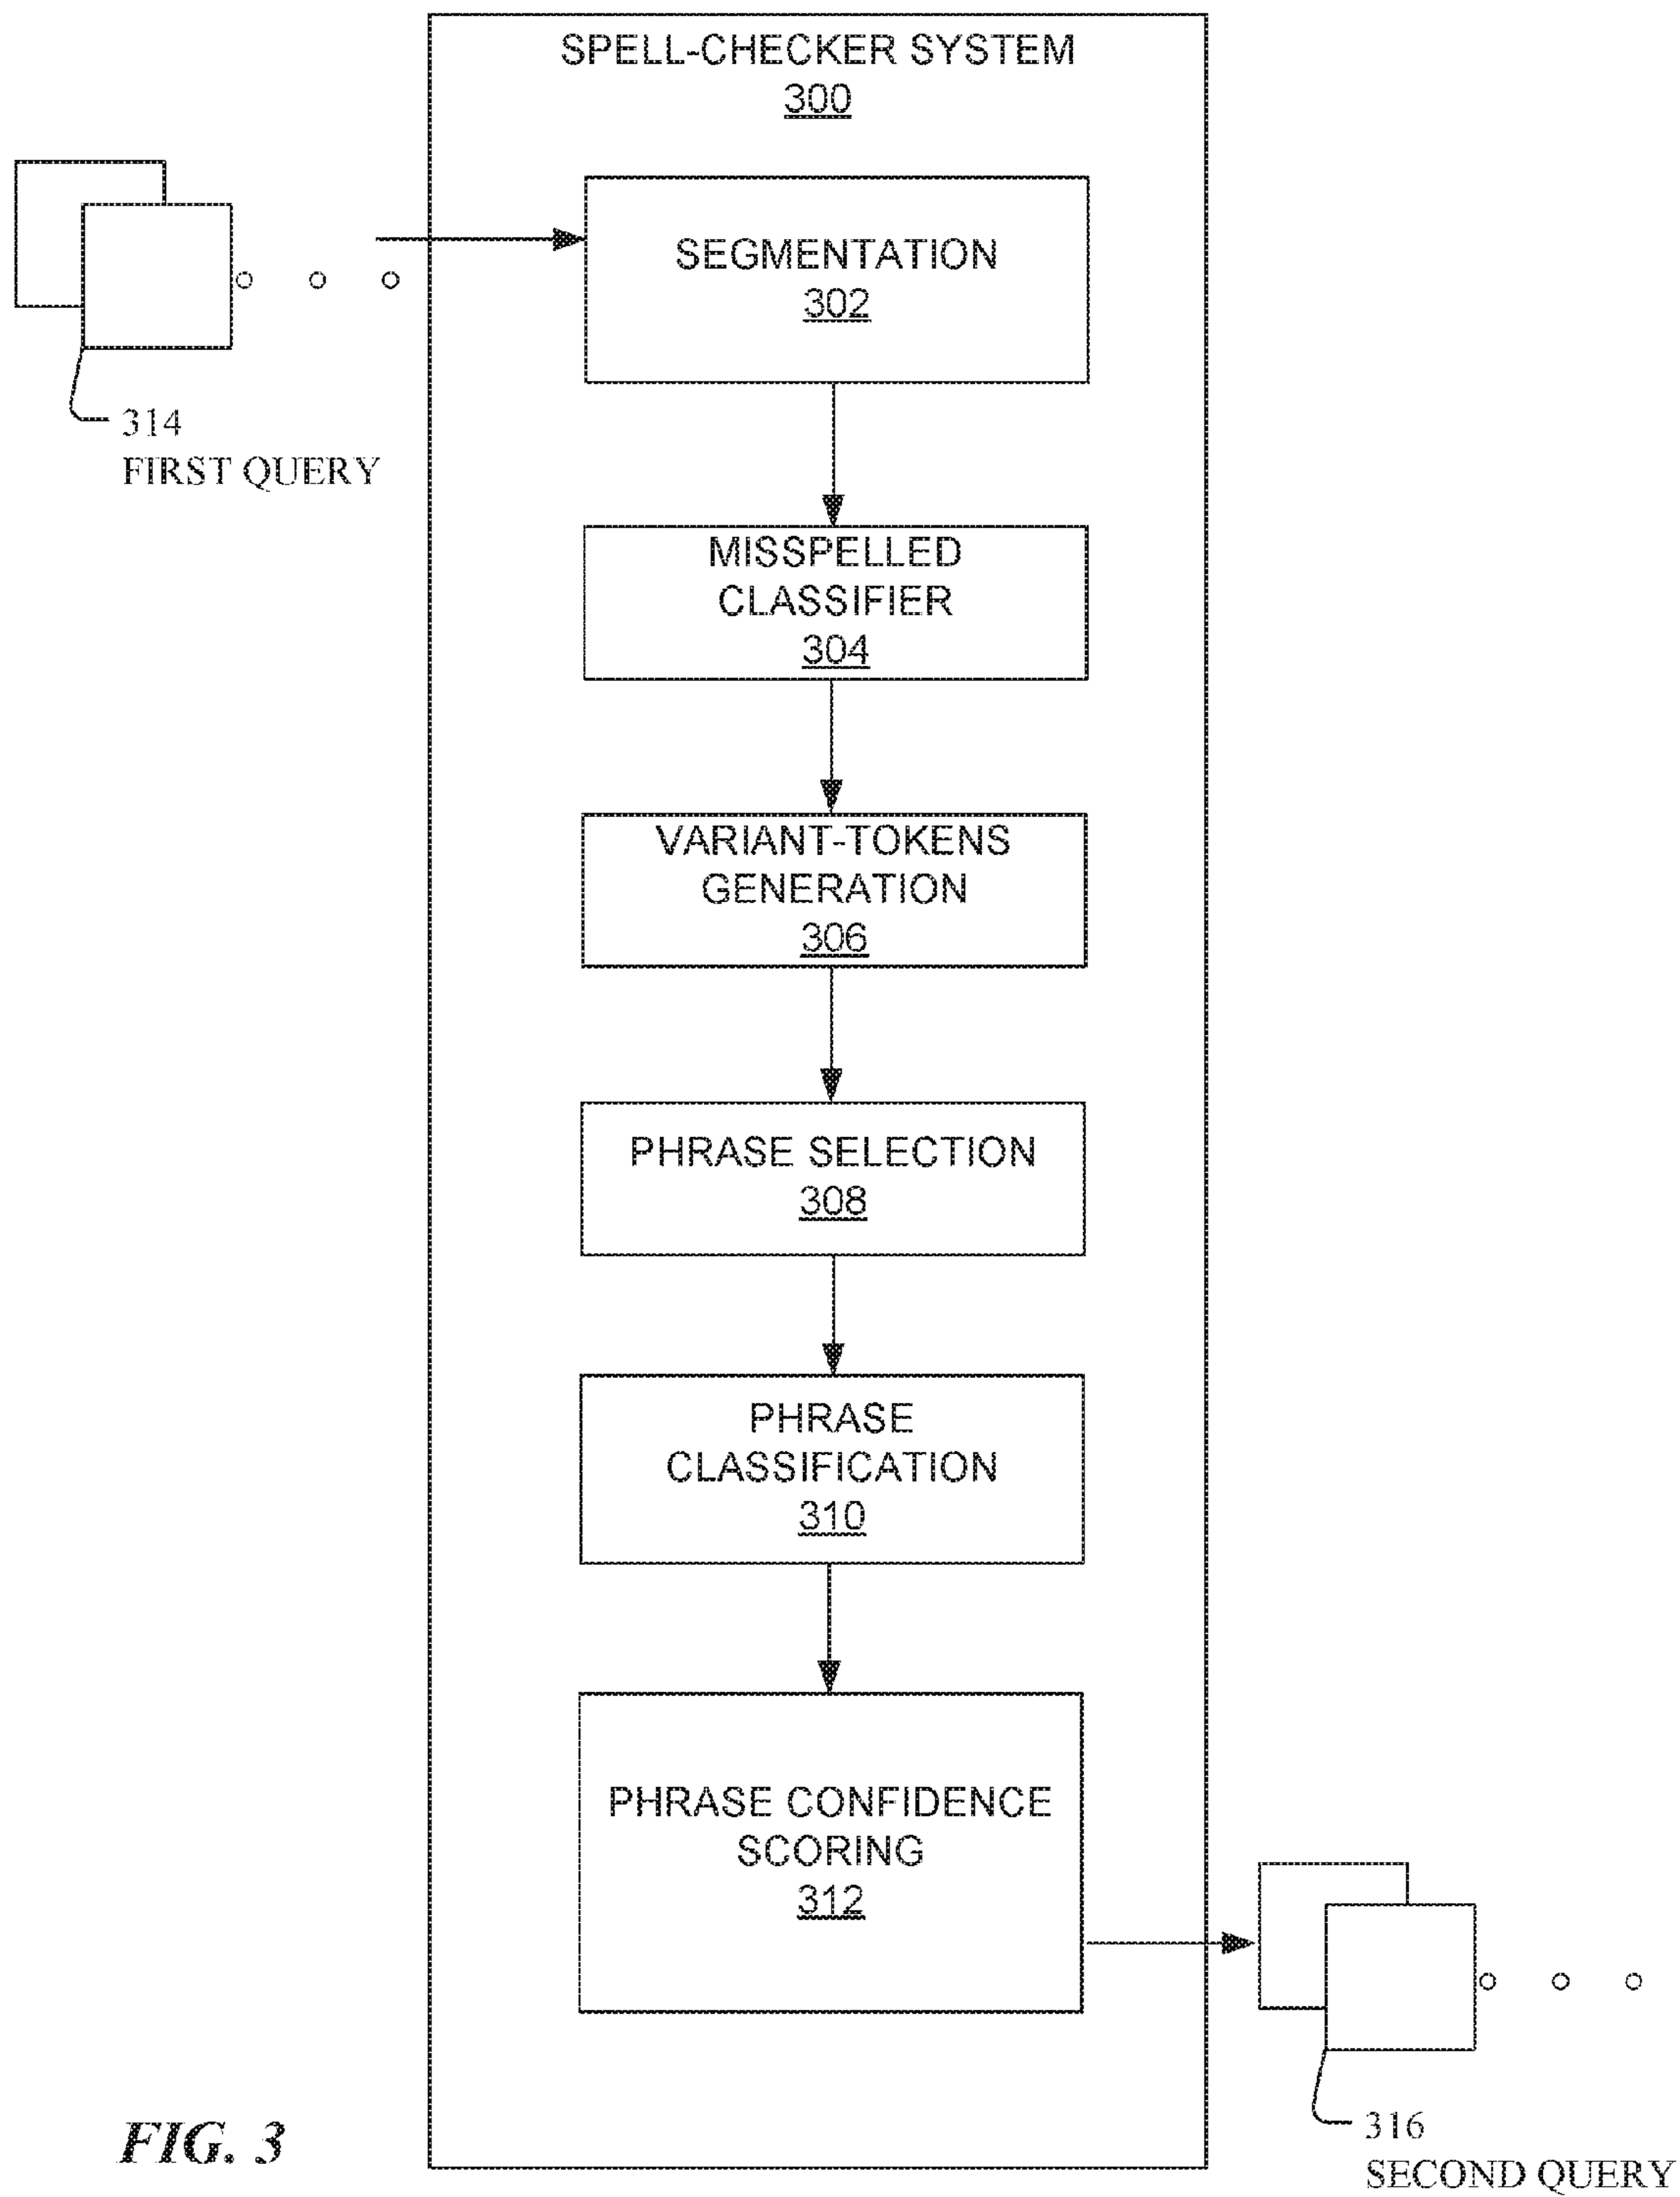 SPELL-CHECKER SYSTEM
300
SEGMENTATION
302
314
FIRST QUERY
MISSPELLED
CLASSIFIER
304
VARIANT-TOKENS
GENERATION
306
PHRASE SELECTION
308
PHRASE
CLASSIFICATION
310
PHRASE CONFIDENCE
SCORING
312
316
SECOND QUERY
FIG. 3